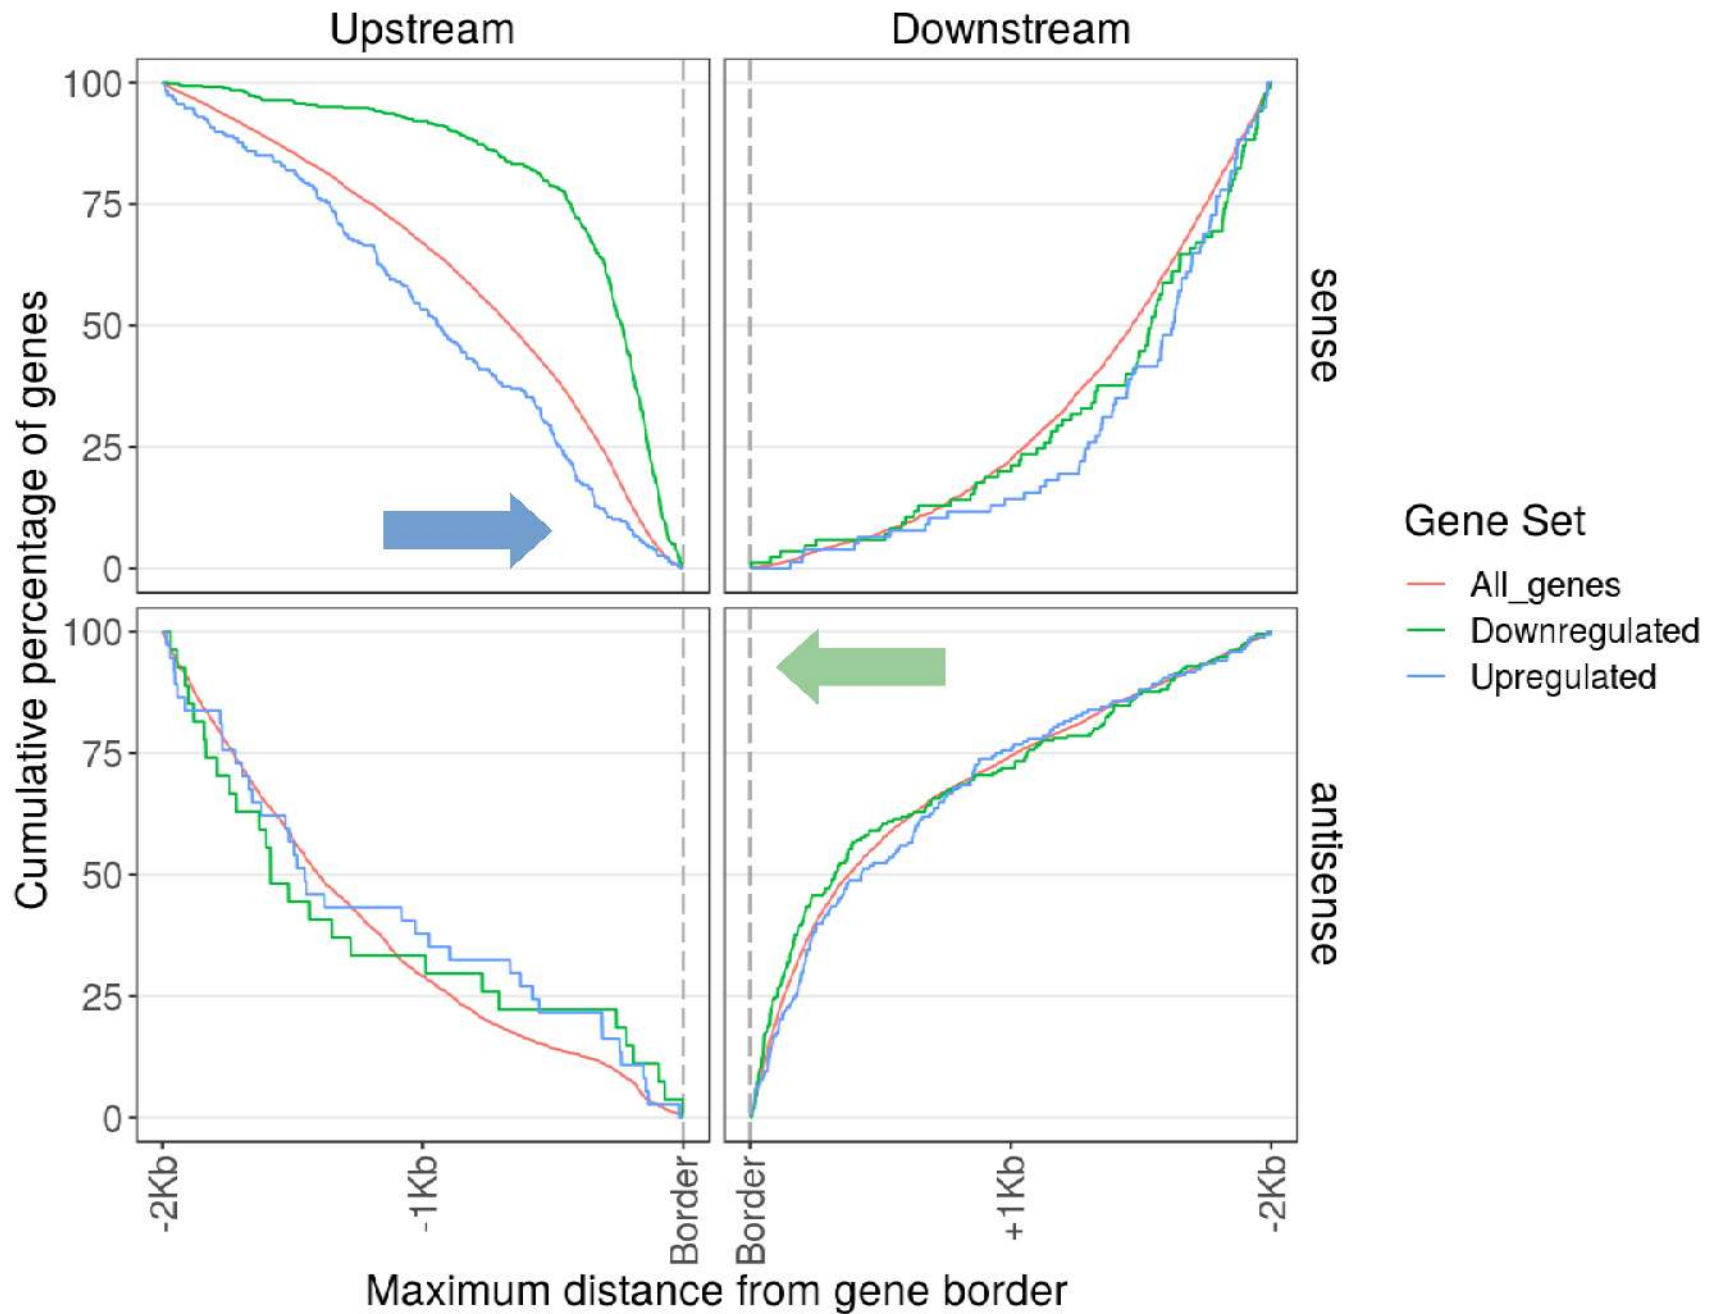 Upstream
Downstream
Cumulative percentage of genes
100
75
50
25
0
sense
100
75
50
25
0
antisense
-2Kb
-1Kb
Border
Border
+1Kb
-2Kb
Maximum distance from gene border
Gene Set
All_genes
Downregulated
Upregulated